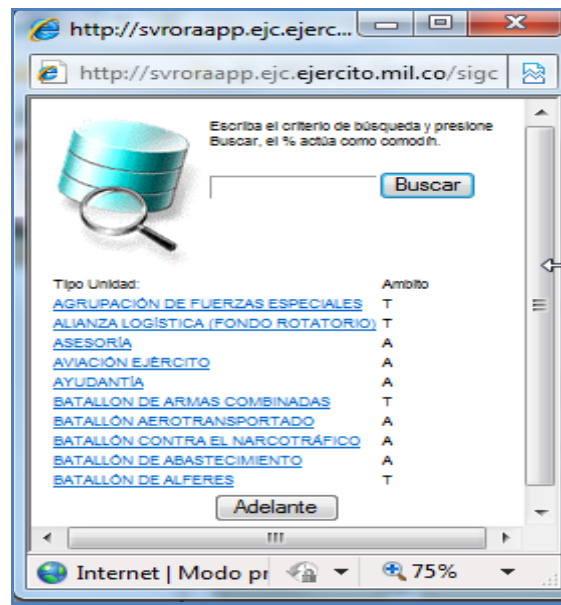 http://svroraapp.ejc.ejerc...
http://svroraapp.ejc.ejercito.mil.co/sigc
Escriba el criterio de búsqueda y presione
Buscar, el % actúa como comodín.
Buscar
Tipo Unidad: Ambito
AGRUPACIÓN DE FUERZAS ESPECIALES T
ALIANZA LOGÍSTICA (FONDO ROTATORIO) T
ASESORÍA A
AVIACIÓN EJÉRCITO A
AYUDANTÍA A
BATALLON DE ARMAS COMBINADAS T
BATALLÓN AEROTRANSPORTADO A
BATALLÓN CONTRA EL NARCOTRÁFICO A
BATALLÓN DE ABASTECIMIENTO A
BATALLÓN DE ALFERES T
Adelante
Internet | Modo pr 75%